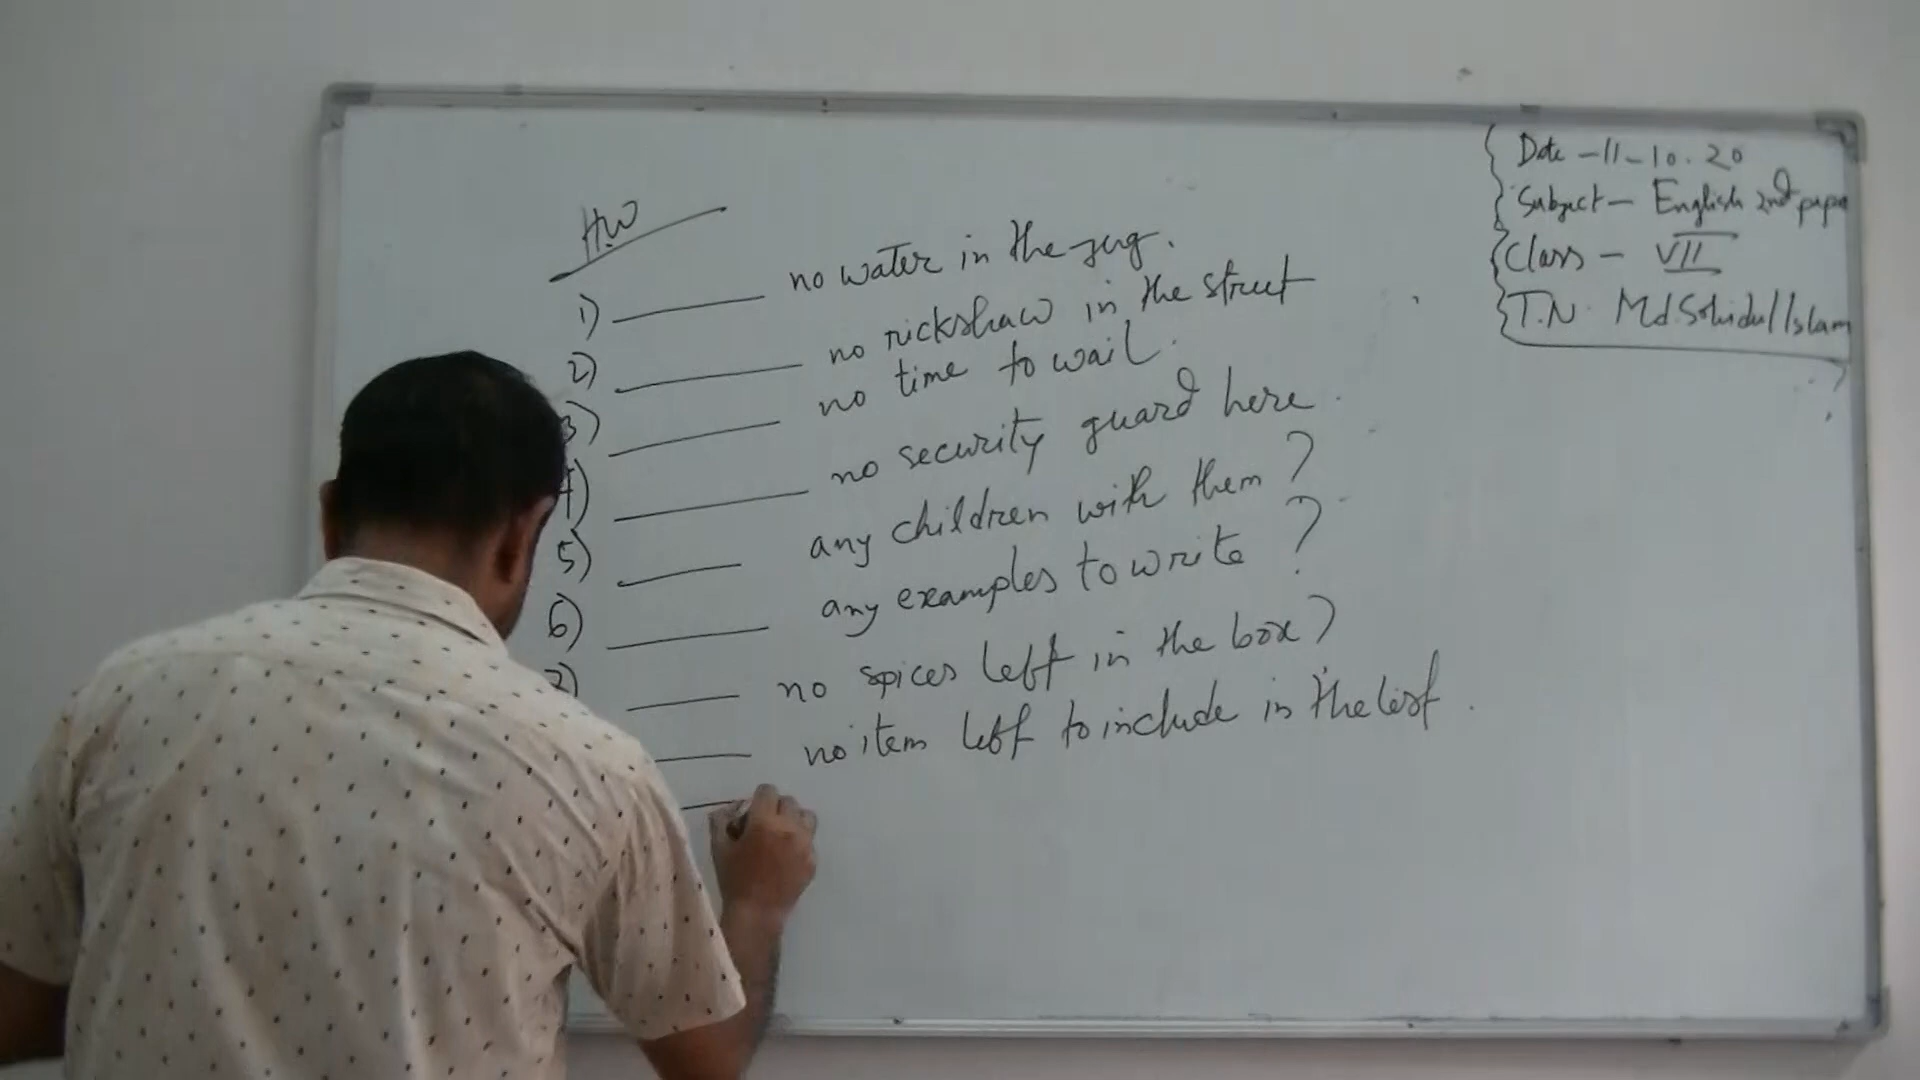 H.W
1) ______ no water in the jug.
2) ______ no rickshaw in the street
3) ______ no time to wait.
4) ______ no security guard here.
5) ______ any children with them?
6) ______ any examples to write?
7) ______ no spices left in the box?
______ no item left to include in the list.
Date - 11-10.20
Subject - English 2nd pape
Class - VII
T.N. Md. Islam